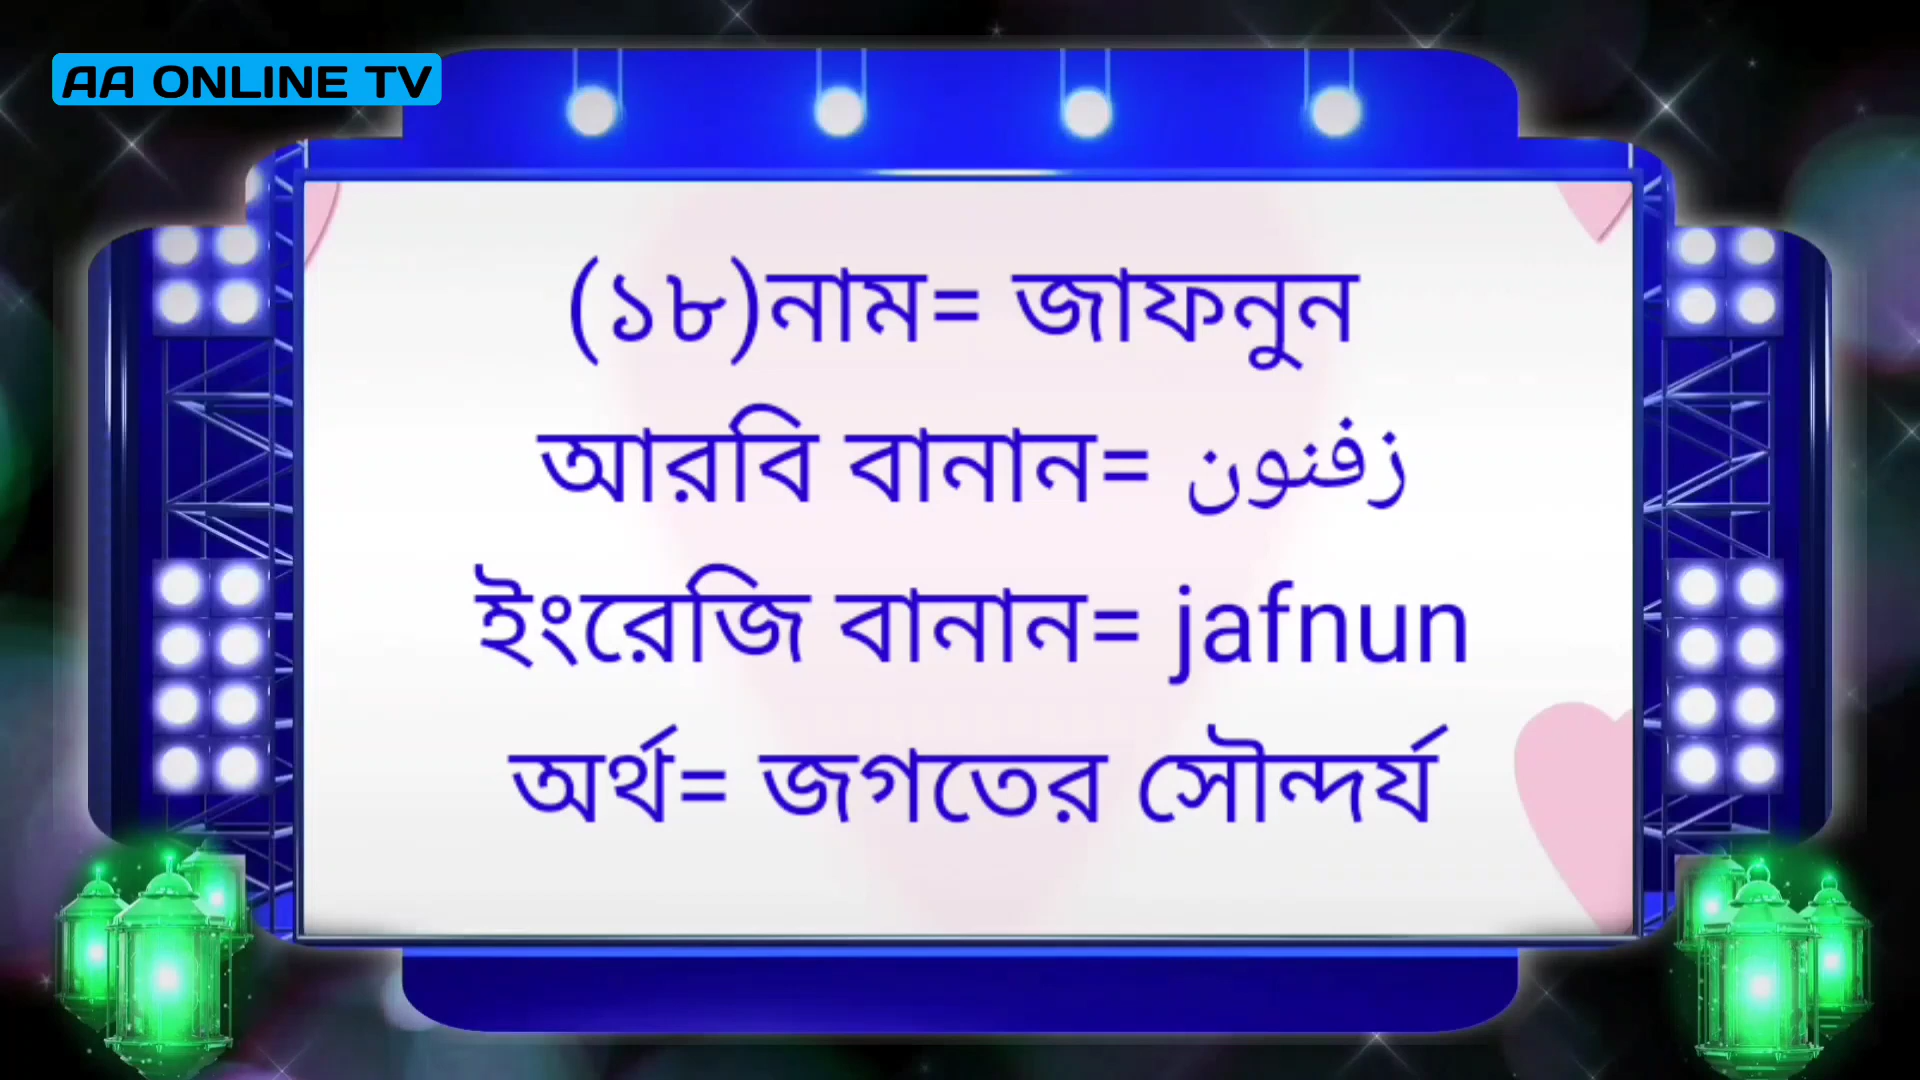 AA ONLINE TV
(১৮)নাম= জাফনুন
আরবি বানান= زفنون
ইংরেজি বানান= jafnun
অর্থ= জগতের সৌন্দর্য